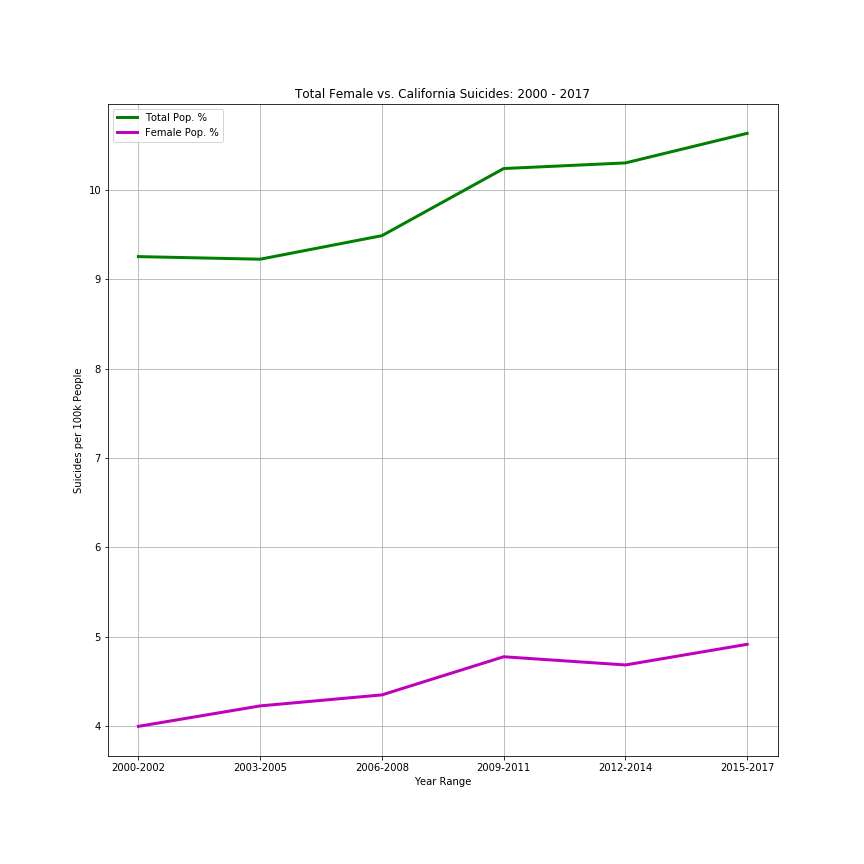 Total Female vs. California Suicides: 2000 - 2017
Total Pop. %
Female Pop. %
10
9
8
7
6
5
4
Suicides per 100k People
2000-2002 2003-2005 2006-2008 2009-2011 2012-2014 2015-2017
Year Range